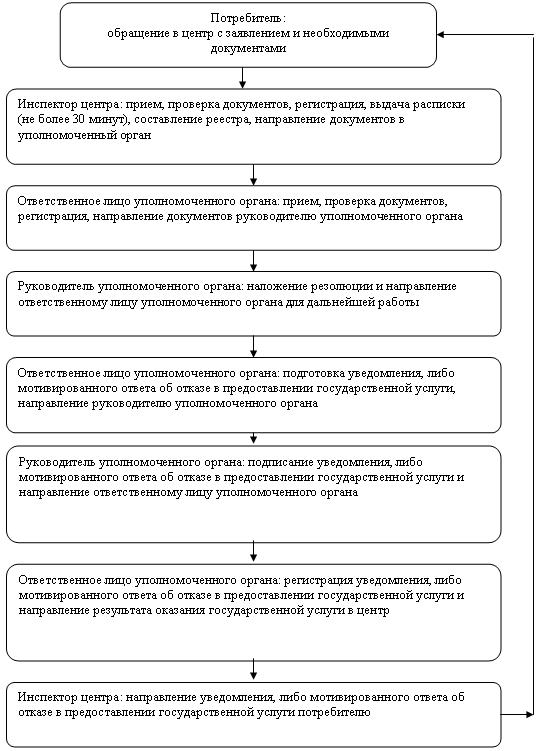 Потребитель:
обращение в центр с заявлением и необходимыми
документами
Инспектор центра: прием, проверка документов, регистрация, выдача расписки
(не более 30 минут), составление реестра, направление документов в
уполномоченный орган
Ответственное лицо уполномоченного органа: прием, проверка документов,
регистрация, направление документов руководителю уполномоченного органа
Руководитель уполномоченного органа: наложение резолюции и направление
ответственному лицу уполномоченного органа для дальнейшей работы
Ответственное лицо уполномоченного органа: подготовка уведомления, либо
мотивированного ответа об отказе в предоставлении государственной услуги,
направление руководителю уполномоченного органа
Руководитель уполномоченного органа: подписание уведомления, либо
мотивированного ответа об отказе в предоставлении государственной услуги и
направление ответственному лицу уполномоченного органа
Ответственное лицо уполномоченного органа: регистрация уведомления, либо
мотивированного ответа об отказе в предоставлении государственной услуги и
направление результата оказания государственной услуги в центр
Инспектор центра: направление уведомления, либо мотивированного ответа об
отказе в предоставлении государственной услуги потребителю